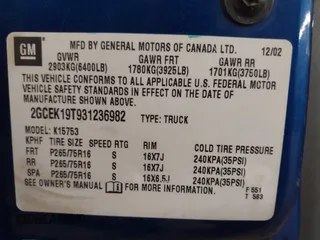 GM
MFD BY GENERAL MOTORS OF CANADA LTD. 12/02
GVWR GAWR FRT GAWR RR
2903KG(6400LB) 1780KG(3925LB) 1701KG(3750LB)
THIS VEHICLE CONFORMS TO ALL APPLICABLE U.S. FEDERAL MOTOR
VEHICLE SAFETY STANDARDS IN EFFECT ON THE DATE OF
MANUFACTURE SHOWN ABOVE.
2GCEK19T931236982 TYPE: TRUCK
MODEL: K15753
KPHF TIRE SIZE SPEED RTG RIM COLD TIRE PRESSURE
FRT P265/75R16 S 16X7J 240KPA(35PSI)
RR P265/75R16 S 16X7J 240KPA(35PSI)
SPA P265/75R16 S 16X6.5J 240KPA(35PSI)
SEE OWNER'S MANUAL FOR ADDITIONAL INFORMATION.
F 551
T 583